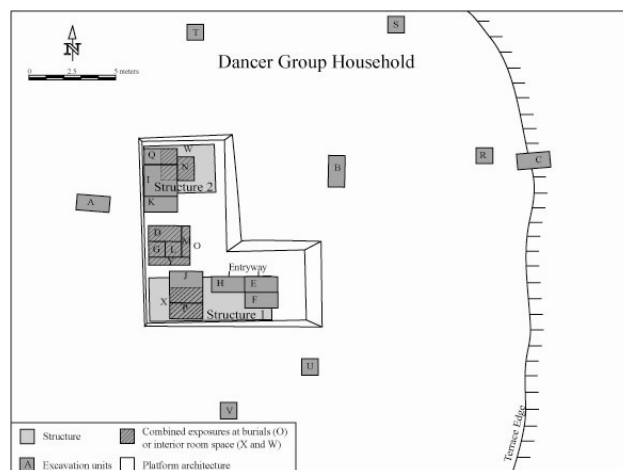 T
S
N
Dancer Group Household
0 2.5 5 meters
Q
W
N
I
Structure 2
K
B
R
C
A
D
M
O
G
L
Y
Entryway
J
H
E
F
X
P
Structure 1
U
V
Terrace Edge
Structure
Combined exposures at burials (O)
or interior room space (X and W)
A
Excavation units
Platform architecture